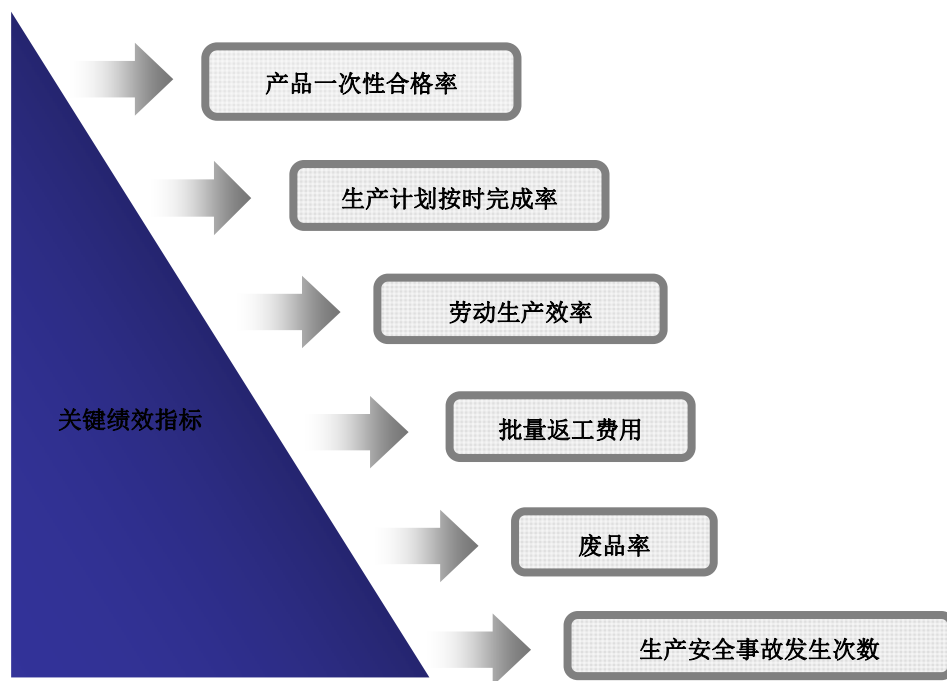 产品一次性合格率
生产计划按时完成率
劳动生产效率
关键绩效指标
批量返工费用
废品率
生产安全事故发生次数